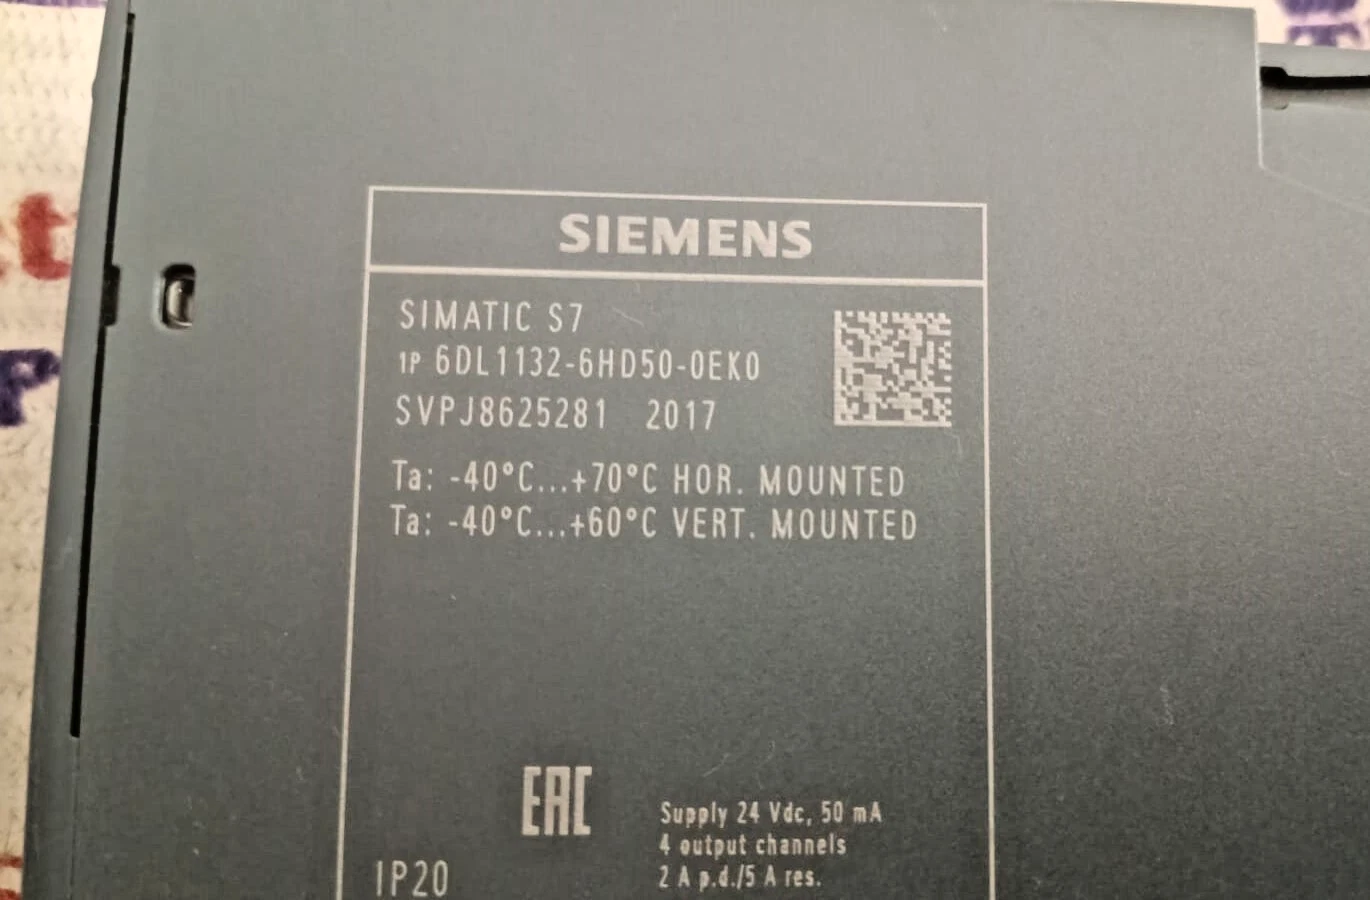 SIEMENS
SIMATIC S7
1P 6DL1132-6HD50-0EK0
SVPJ8625281 2017
Ta: -40°C...+70°C HOR. MOUNTED
Ta: -40°C...+60°C VERT. MOUNTED
EAC
Supply 24 Vdc, 50 mA
4 output channels
2 A p.d./5 A res.
IP20